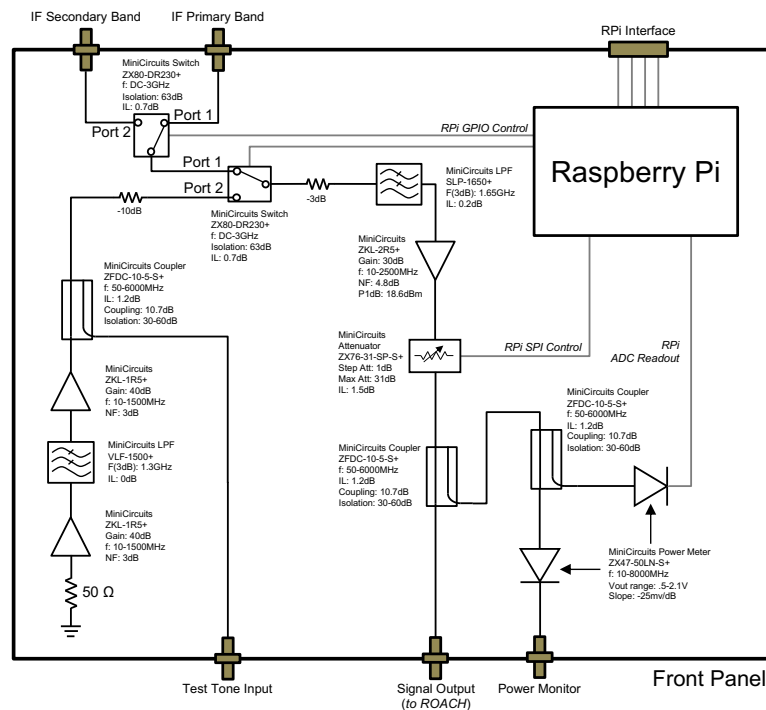 IF Secondary Band
IF Primary Band
RPi Interface
MiniCircuits Switch
ZX80-DR230+
f: DC-3GHz
Isolation: 63dB
IL: 0.7dB
Port 2
Port 1
RPi GPIO Control
Raspberry Pi
Port 1
Port 2
-10dB
-3dB
MiniCircuits Switch
ZX80-DR230+
f: DC-3GHz
Isolation: 63dB
IL: 0.7dB
MiniCircuits LPF
SLP-1650+
F(3dB): 1.65GHz
IL: 0.2dB
MiniCircuits
ZKL-2R5+
Gain: 30dB
f: 10-2500MHz
NF: 4.8dB
P1dB: 18.6dBm
MiniCircuits Coupler
ZFDC-10-5-S+
f: 50-6000MHz
IL: 1.2dB
Coupling: 10.7dB
Isolation: 30-60dB
MiniCircuits
Attenuator
ZX76-31-SP-S+
Step Att: 1dB
Max Att: 31dB
IL: 1.5dB
RPi SPI Control
RPi
ADC Readout
MiniCircuits
ZKL-1R5+
Gain: 40dB
f: 10-1500MHz
NF: 3dB
MiniCircuits Coupler
ZFDC-10-5-S+
f: 50-6000MHz
IL: 1.2dB
Coupling: 10.7dB
Isolation: 30-60dB
MiniCircuits Coupler
ZFDC-10-5-S+
f: 50-6000MHz
IL: 1.2dB
Coupling: 10.7dB
Isolation: 30-60dB
MiniCircuits LPF
VLF-1500+
F(3dB): 1.3GHz
IL: 0dB
MiniCircuits
ZKL-1R5+
Gain: 40dB
f: 10-1500MHz
NF: 3dB
MiniCircuits Power Meter
ZX47-50LN-S+
f: 10-8000MHz
Vout range: .5-2.1V
Slope: -25mv/dB
50 Ω
Front Panel
Test Tone Input
Signal Output
(to ROACH)
Power Monitor